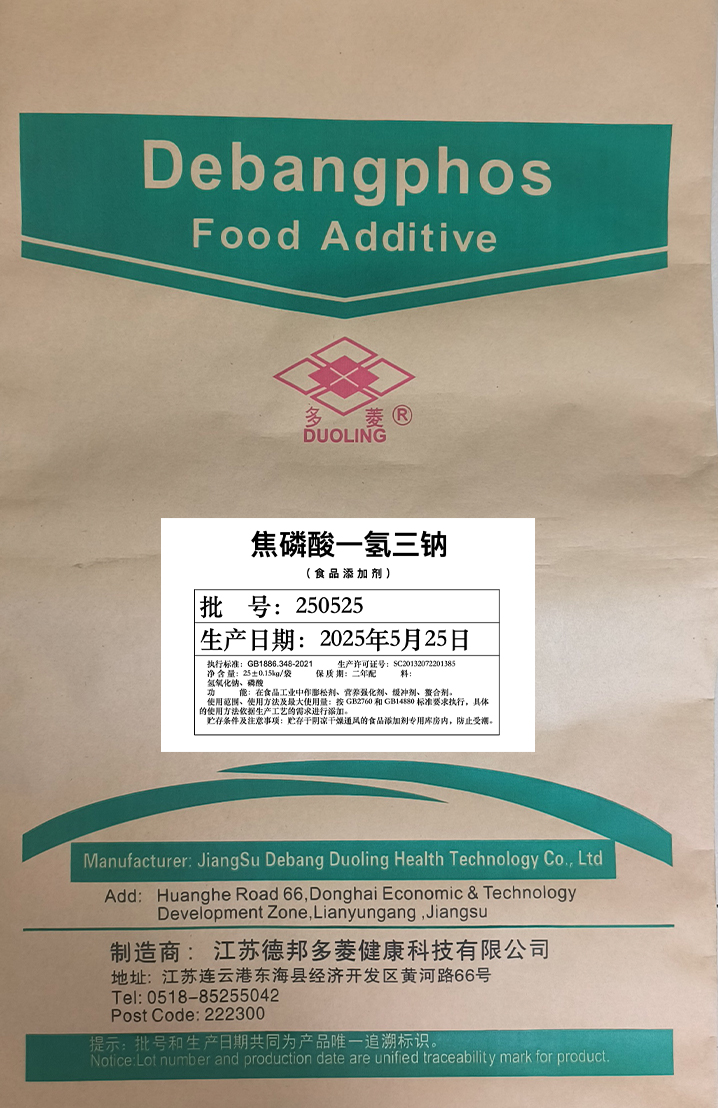 Debangphos
Food Additive
多菱®
DUOLING
焦磷酸一氢三钠
（食品添加剂）
批 号：250525
生产日期：2025年5月25日
执行标准：GB1886.348-2021 生产许可证号：SC20132072201385
净 含 量：25±0.15kg/袋 保 质 期：二年配 料：
氢氧化钠、磷酸
功 能：在食品工业中作膨松剂、营养强化剂、缓冲剂、螯合剂。
使用范围、使用方法及最大使用量：按 GB2760 和 GB14880 标准要求执行，具体
的使用方法依据生产工艺的需求进行添加。
贮存条件及注意事项：贮存于阴凉干燥通风的食品添加剂专用库房内，防止受潮。
Manufacturer: JiangSu Debang Duoling Health Technology Co., Ltd
Add: Huanghe Road 66,Donghai Economic & Technology
Development Zone,Lianyungang ,Jiangsu
制造商：江苏德邦多菱健康科技有限公司
地址：江苏连云港东海县经济开发区黄河路66号
Tel: 0518-85255042
Post Code: 222300
提示：批号和生产日期共同为产品唯一追溯标识。
Notice:Lot number and production date are unified traceability mark for product.